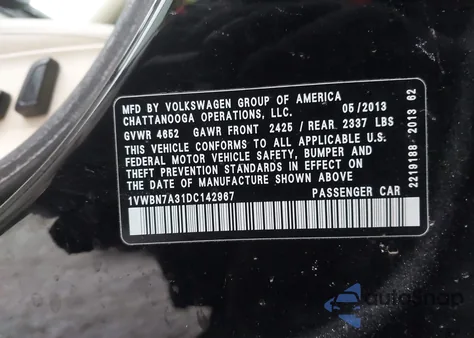 MFD BY VOLKSWAGEN GROUP OF AMERICA
CHATTANOOGA OPERATIONS, LLC. 05/2013
GVWR 4652 GAWR FRONT 2425 / REAR 2337 LBS
THIS VEHICLE CONFORMS TO ALL APPLICABLE U.S.
FEDERAL MOTOR VEHICLE SAFETY, BUMPER AND
THEFT PREVENTION STANDARDS IN EFFECT ON THE
DATE OF MANUFACTURE SHOWN ABOVE
1VWBN7A31DC142967 PASSENGER CAR
2219188 2013 62
autosnap